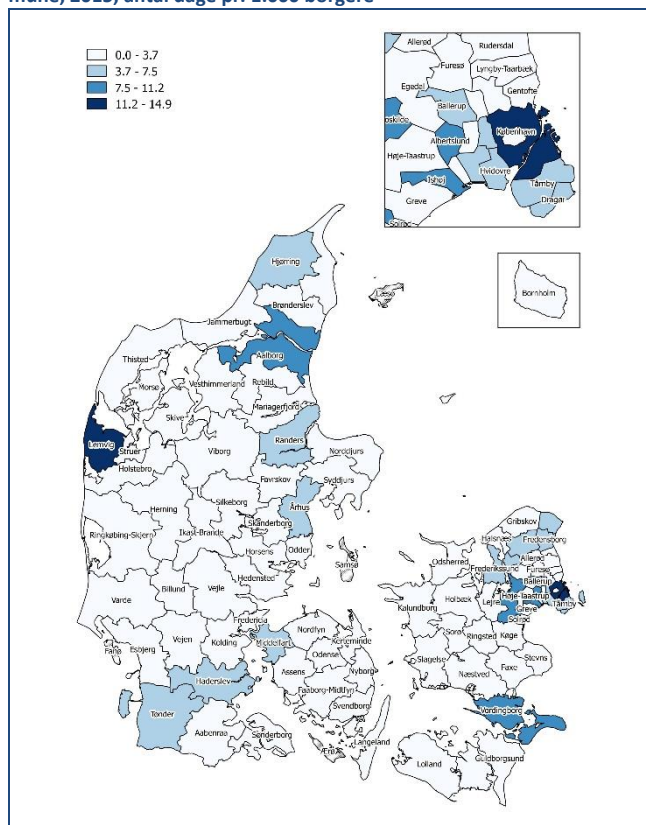 mune, 2015, antal dage pr. 1.000 borgere
0.0 - 3.7
3.7 - 7.5
7.5 - 11.2
11.2 - 14.9
Allerød
Rudersdal
Furesø
Lyngby-Taarbæk
Gentofte
Egedal
Ballerup
oskilde
Albertslund
København
Høje-Taastrup
Hvidovre
Ishøj
Tårnby
Greve
Dragør
Solrød
Hjørring
Bornholm
Læsø
Brønderslev
Jammerbugt
Thisted
Aalborg
Vesthimmerland
Rebild
Morsø
Mariagerfjord
Skive
Lemvig
Struer
Randers
Viborg
Norddjurs
Holstebro
Favrskov
Syddjurs
Herning
Silkeborg
Århus
Skanderborg
Ringkøbing-Skjern
Ikast-Brande
Odder
Horsens
Samsø
Hedensted
Billund
Vejle
Varde
Fredericia
Vejen
Kolding
Middelfart
Nordfyn
Kerteminde
Odense
Esbjerg
Fanø
Assens
Nyborg
Haderslev
Faaborg-Midtfyn
Svendborg
Tønder
Aabenraa
Sønderborg
Ærø
Langeland
Gribskov
Halsnæs
Fredensborg
Odsherred
Frederikssund
Allerød
Furesø
Ballerup
Kalundborg
Holbæk
Lejre
Høje-Taastrup
Tårnby
Greve
Solrød
Sorø
Ringsted
Køge
Slagelse
Stevns
Næstved
Faxe
Vordingborg
Lolland
Guldborgsund